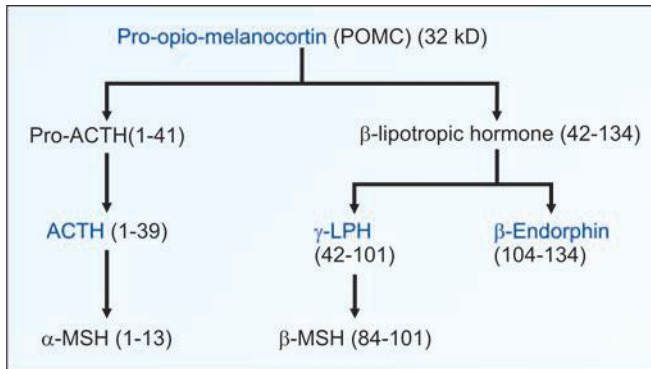 Pro-opio-melanocortin (POMC) (32 kD)
Pro-ACTH(1-41)
β-lipotropic hormone (42-134)
ACTH (1-39)
γ-LPH
(42-101)
β-Endorphin
(104-134)
α-MSH (1-13)
β-MSH (84-101)